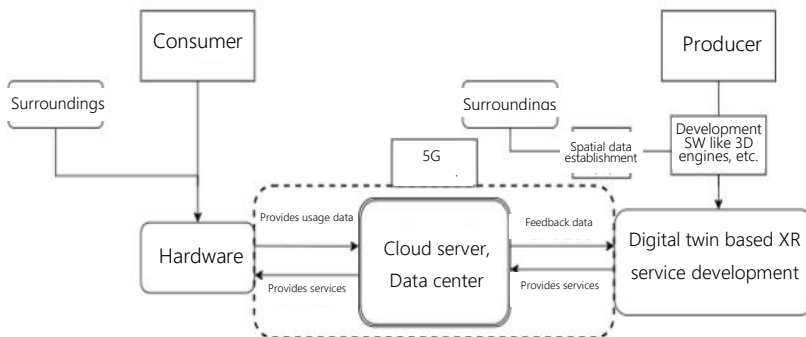 Consumer
Producer
Surroundings
Surroundings
Development
SW like 3D
engines, etc.
Spatial data
establishment
5G
Provides usage data
Feedback data
Hardware
Cloud server,
Data center
Digital twin based XR
service development
Provides services
Provides services